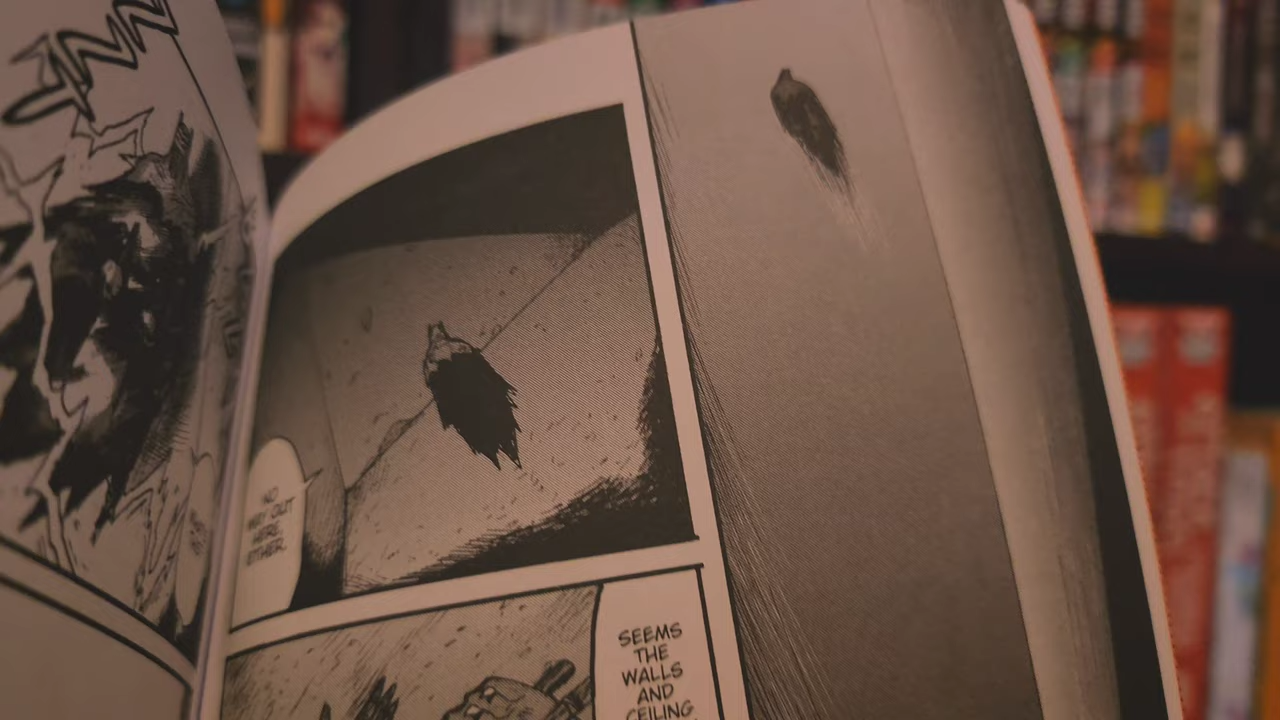 NO
WAY OUT
HERE
EITHER.
SEEMS
THE
WALLS
AND
CEILING